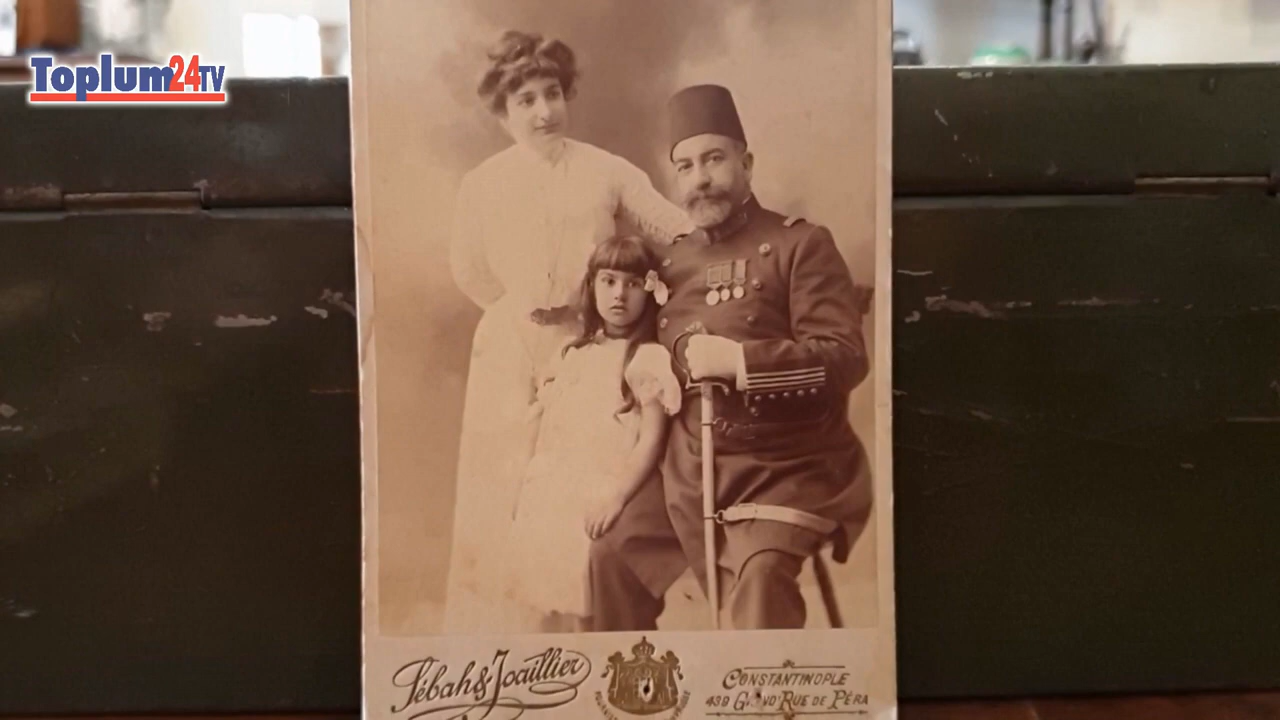 Toplum24TV
Sébah & Joaillier
CONSTANTINOPLE
439 GRAND' RUE DE PÉRA